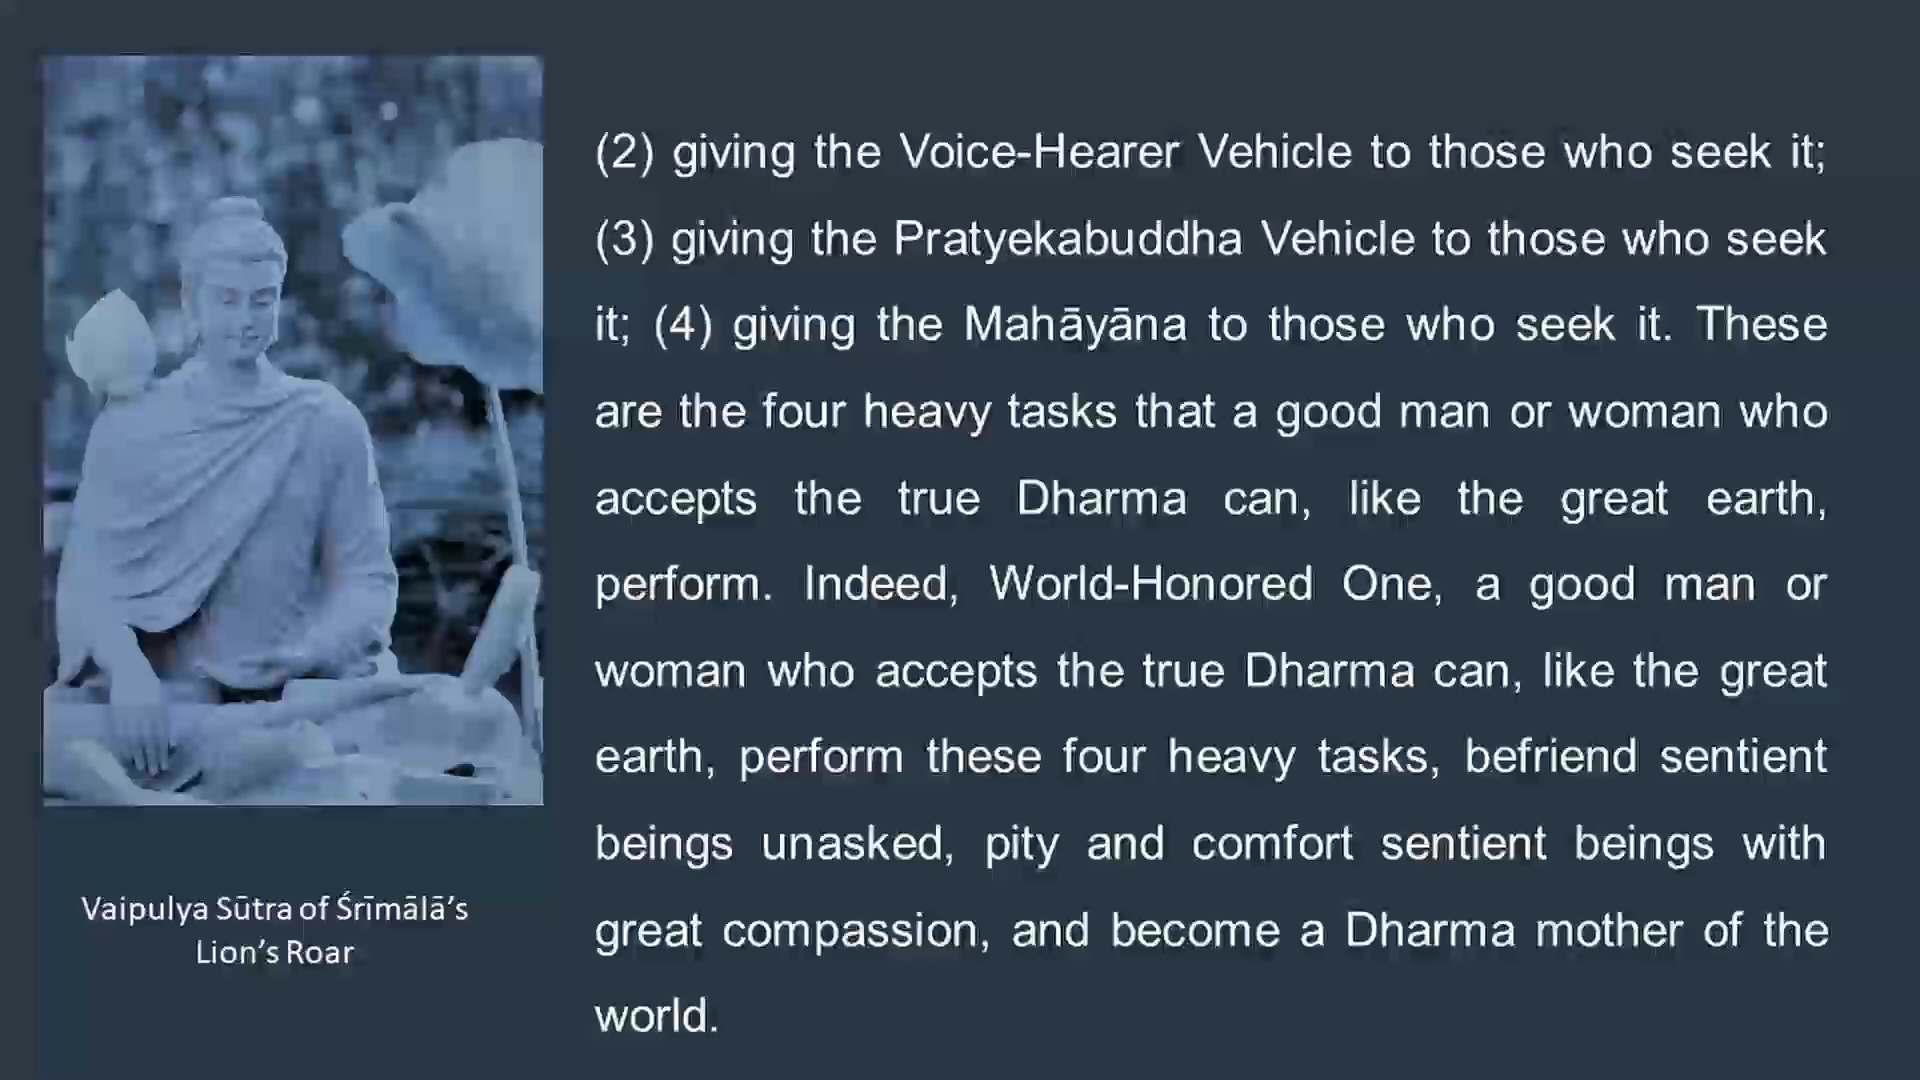 (2) giving the Voice-Hearer Vehicle to those who seek it;
(3) giving the Pratyekabuddha Vehicle to those who seek
it; (4) giving the Mahāyāna to those who seek it. These
are the four heavy tasks that a good man or woman who
accepts the true Dharma can, like the great earth,
perform. Indeed, World-Honored One, a good man or
woman who accepts the true Dharma can, like the great
earth, perform these four heavy tasks, befriend sentient
beings unasked, pity and comfort sentient beings with
great compassion, and become a Dharma mother of the
world.
Vaipulya Sūtra of Śrīmālā’s
Lion’s Roar